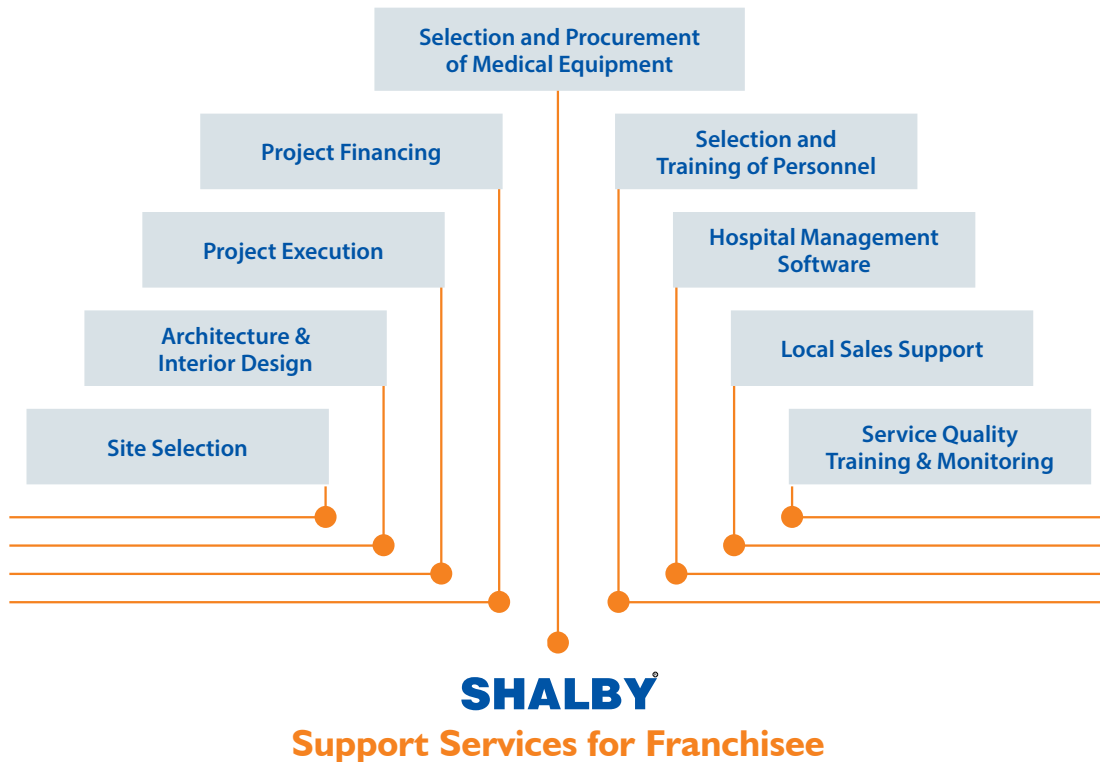 Selection and Procurement
of Medical Equipment
Project Financing
Selection and
Training of Personnel
Project Execution
Hospital Management
Software
Architecture &
Interior Design
Local Sales Support
Site Selection
Service Quality
Training & Monitoring
SHALBY®
Support Services for Franchisee